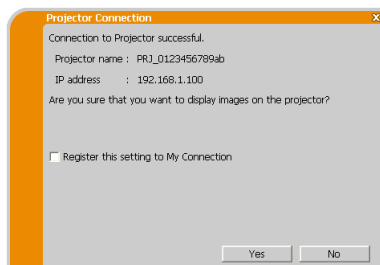 Projector Connection x
Connection to Projector successful.
Projector name : PRJ_0123456789ab
IP address : 192.168.1.100
Are you sure that you want to display images on the projector?
Register this setting to My Connection
Yes No